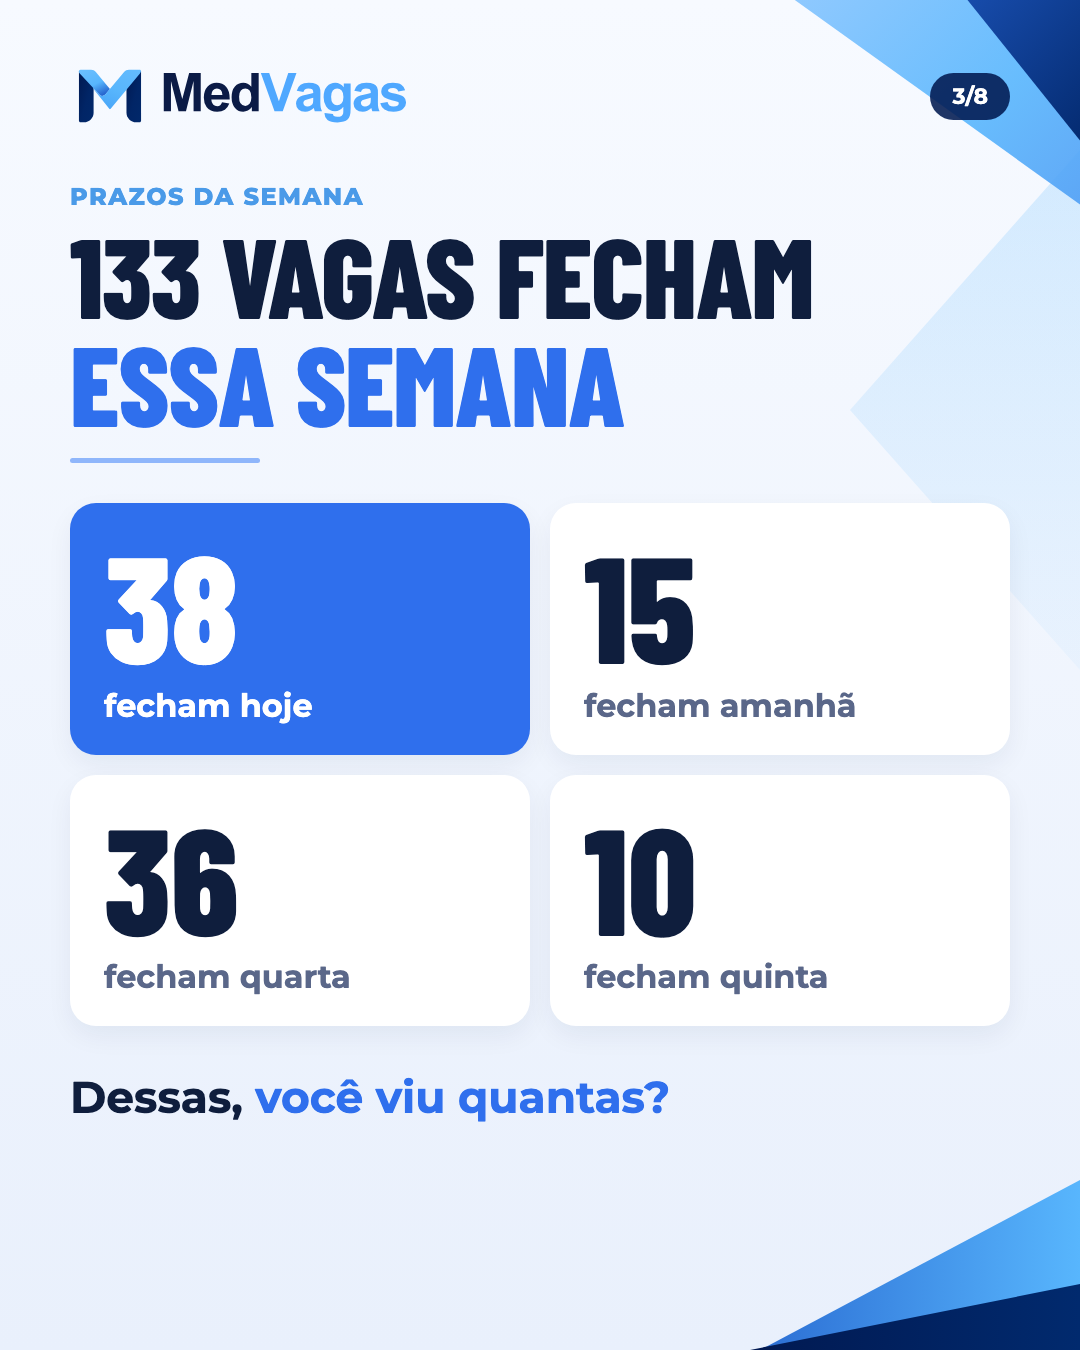 MedVagas
3/8
PRAZOS DA SEMANA
133 VAGAS FECHAM
ESSA SEMANA
38
fecham hoje
15
fecham amanhã
36
fecham quarta
10
fecham quinta
Dessas, você viu quantas?